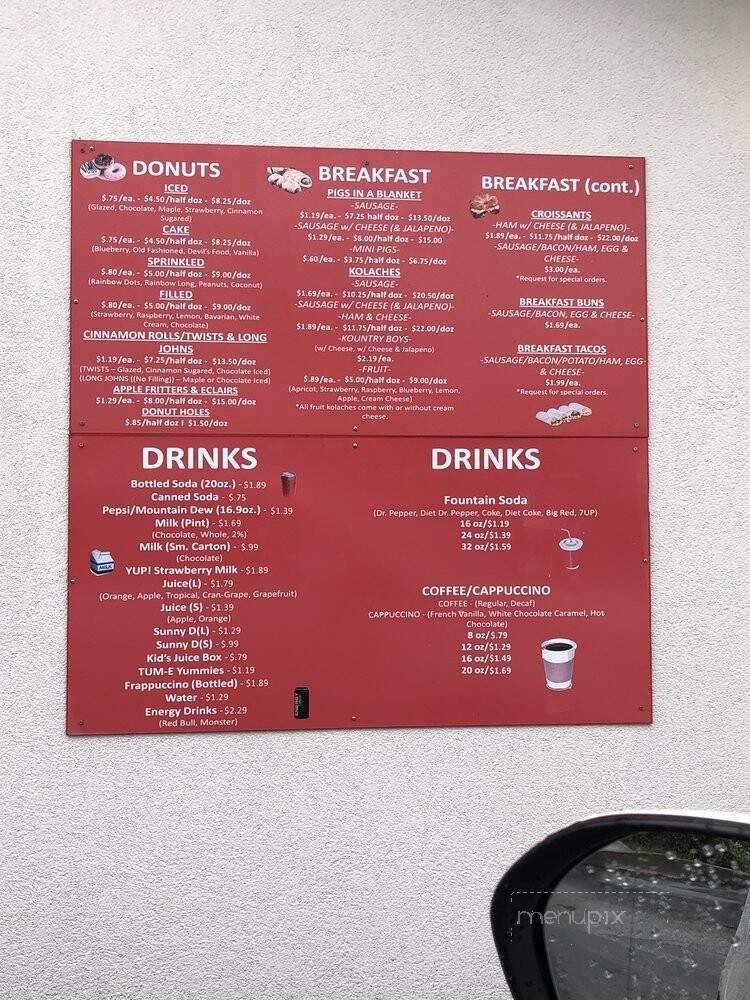 DONUTS
ICED
$.75/ea. - $4.50/half doz - $8.25/doz
(Glazed, Chocolate, Maple, Strawberry, Cinnamon
Sugared)
CAKE
$.75/ea. - $4.50/half doz - $8.25/doz
(Blueberry, Old Fashioned, Devil's Food, Vanilla)
SPRINKLED
$.80/ea. - $5.00/half doz - $9.00/doz
(Rainbow Dots, Rainbow Long, Peanuts, Coconut)
FILLED
$.80/ea. - $5.00/half doz - $9.00/doz
(Strawberry, Raspberry, Lemon, Bavarian, White
Cream, Chocolate)
CINNAMON ROLLS/TWISTS & LONG
JOHNS
$1.19/ea. - $7.25/half doz - $13.50/doz
(TWISTS – Glazed, Cinnamon Sugared, Chocolate Iced)
(LONG JOHNS ((No Filling)) – Maple or Chocolate Iced)
APPLE FRITTERS & ECLAIRS
$1.29/ea. - $8.00/half doz - $15.00/doz
DONUT HOLES
$.85/half doz I $1.50/doz
BREAKFAST
PIGS IN A BLANKET
-SAUSAGE-
$1.19/ea. - $7.25 half doz - $13.50/doz
-SAUSAGE w/ CHEESE (& JALAPENO)-
$1.29/ea. - $8.00/half doz - $15.00
-MINI PIGS-
$.60/ea. - $3.75/half doz - $6.75/doz
KOLACHES
-SAUSAGE-
$1.69/ea. - $10.25/half doz - $20.50/doz
-SAUSAGE w/ CHEESE (& JALAPENO)-
-HAM & CHEESE-
$1.89/ea. - $11.75/half doz - $22.00/doz
-KOUNTRY BOYS-
(w/ Cheese, w/ Cheese & Jalapeno)
$2.19 ea.
-FRUIT-
$.89/ea. - $5.00/half doz - $9.00/doz
(Apricot, Strawberry, Raspberry, Blueberry, Lemon,
Apple, Cream Cheese)
*All fruit kolaches come with or without cream
cheese.
BREAKFAST (cont.)
CROISSANTS
-HAM w/ CHEESE (& JALAPENO)-
$1.89/ea. - $11.75/half doz - $22.00/doz
-SAUSAGE/BACON/HAM, EGG &
CHEESE-
$3.00/ea.
*Request for special orders.
BREAKFAST BUNS
-SAUSAGE/BACON, EGG & CHEESE-
$1.69/ea.
BREAKFAST TACOS
-SAUSAGE/BACON/POTATO/HAM, EGG-
& CHEESE-
$1.99/ea.
*Request for special orders.
DRINKS
Bottled Soda (20oz.) - $1.89
Canned Soda - $.75
Pepsi/Mountain Dew (16.9oz.) - $1.39
Milk (Pint) - $1.69
(Chocolate, Whole, 2%)
Milk (Sm. Carton) - $.99
(Chocolate)
MILK
YUP! Strawberry Milk - $1.89
Juice(L) - $1.79
(Orange, Apple, Tropical, Cran-Grape, Grapefruit)
Juice (S) - $1.39
(Apple, Orange)
Sunny D(L) - $1.29
Sunny D(S) - $.99
Kid's Juice Box - $.79
TUM-E Yummies - $1.19
Frappuccino (Bottled) - $1.89
Water - $1.29
Energy Drinks - $2.29
(Red Bull, Monster)
ENERGY
DRINKS
Fountain Soda
(Dr. Pepper, Diet Dr. Pepper, Coke, Diet Coke, Big Red, 7UP)
16 oz/$1.19
24 oz/$1.39
32 oz/$1.59
COFFEE/CAPPUCCINO
COFFEE - (Regular, Decaf)
CAPPUCCINO - (French Vanilla, White Chocolate Caramel, Hot
Chocolate)
8 oz/$.79
12 oz/$1.29
16 oz/$1.49
20 oz/$1.69
menupix